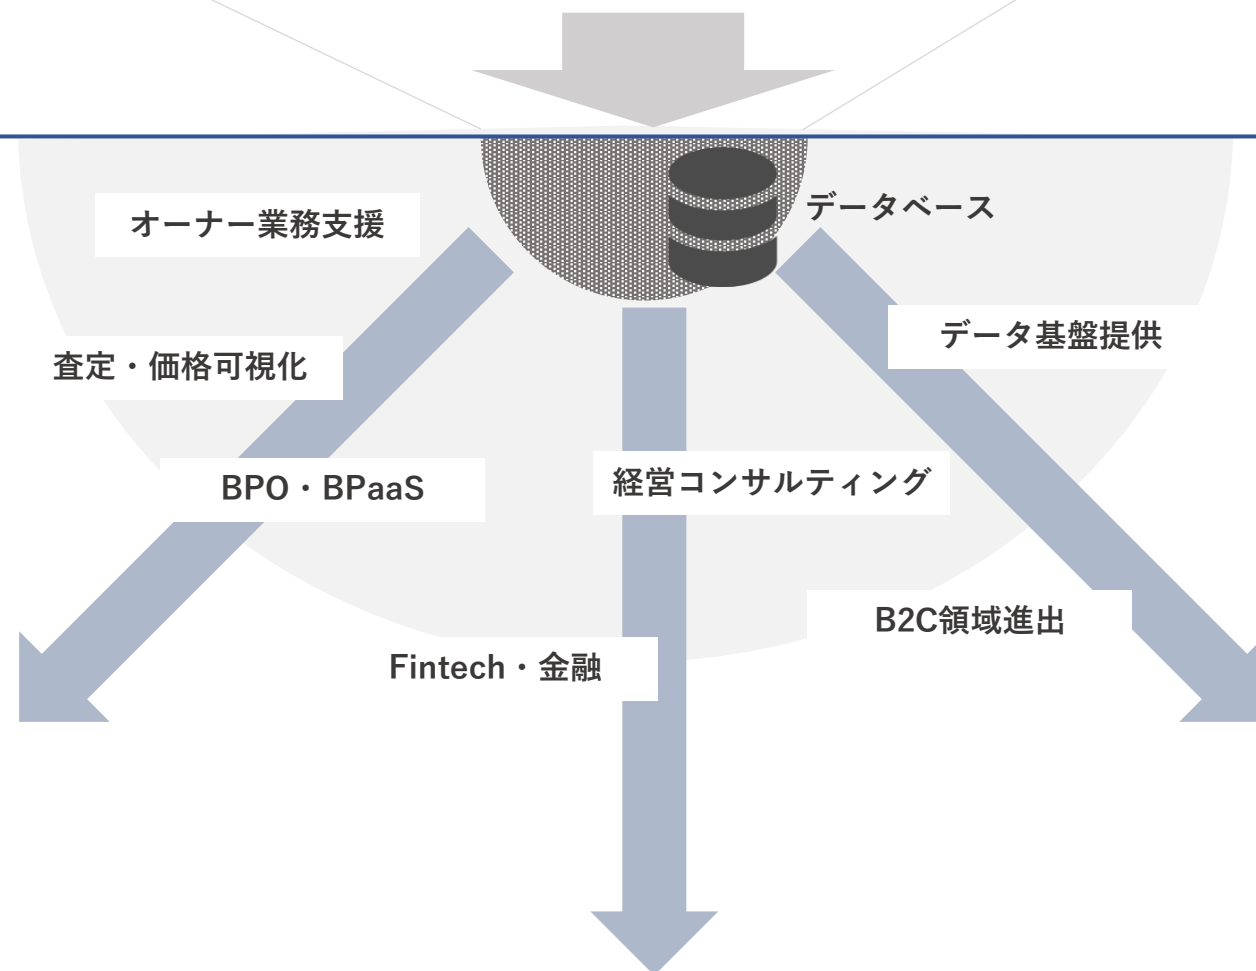 データベース
オーナー業務支援
データ基盤提供
査定・価格可視化
BPO・BPaaS
経営コンサルティング
B2C領域進出
Fintech・金融